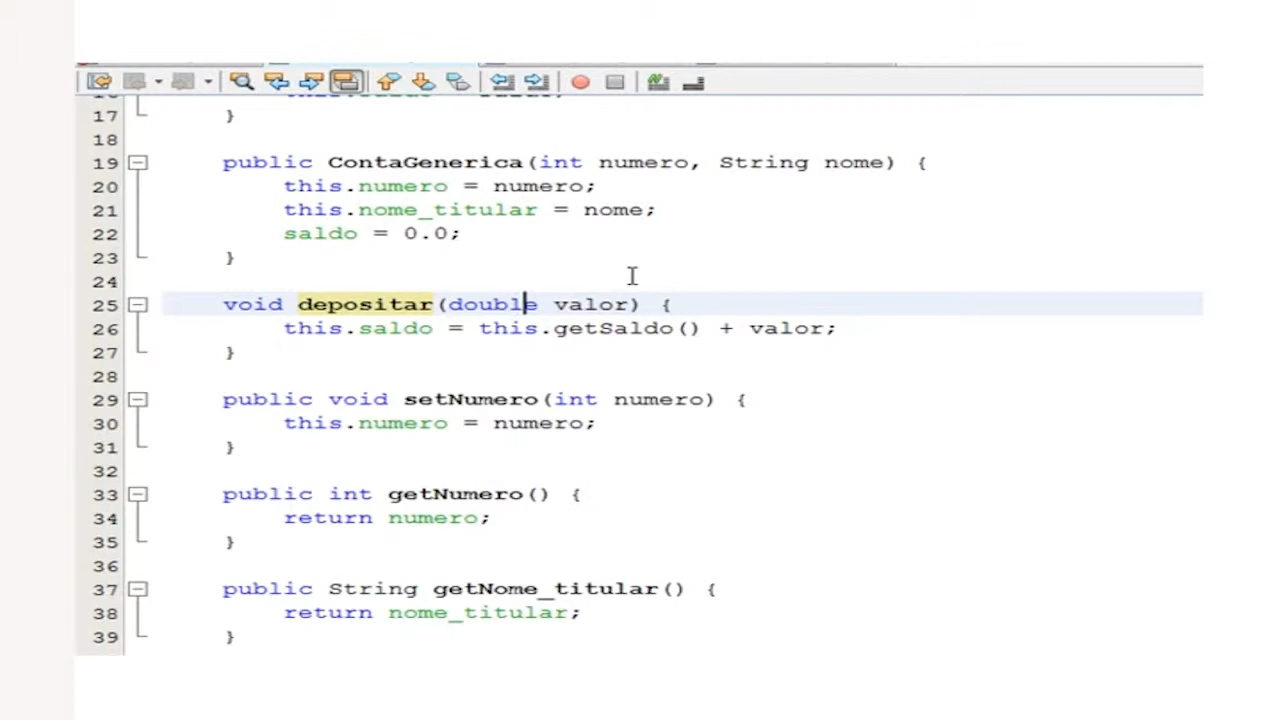 17 }
18
19 public ContaGenerica(int numero, String nome) {
20 this.numero = numero;
21 this.nome_titular = nome;
22 saldo = 0.0;
23 }
24
25 void depositar(double valor) {
26 this.saldo = this.getSaldo() + valor;
27 }
28
29 public void setNumero(int numero) {
30 this.numero = numero;
31 }
32
33 public int getNumero() {
34 return numero;
35 }
36
37 public String getNome_titular() {
38 return nome_titular;
39 }